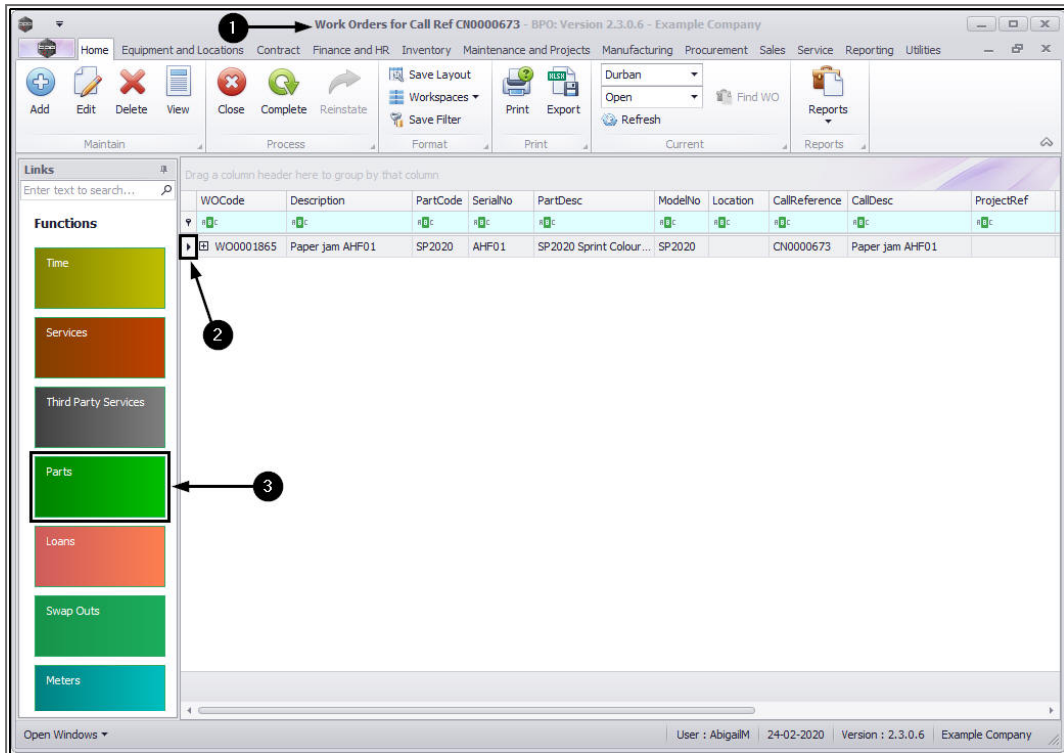 1
Work Orders for Call Ref CN0000673 - BPO: Version 2.3.0.6 - Example Company
Home Equipment and Locations Contract Finance and HR Inventory Maintenance and Projects Manufacturing Procurement Sales Service Reporting Utilities
Add Edit Delete View Close Complete Reinstate
Save Layout
Workspaces
Save Filter
Print Export
Durban
Open
Refresh
Find WO
Reports
Maintain Process Format Print Current Reports
Links
Enter text to search...
Functions
Time
Services
Third Party Services
Parts
Loans
Swap Outs
Meters
Drag a column header here to group by that column
WOCode Description PartCode SerialNo PartDesc ModelNo Location CallReference CallDesc ProjectRef
WO0001865 Paper jam AHF01 SP2020 AHF01 SP2020 Sprint Colour... SP2020 CN0000673 Paper jam AHF01
2
3
Open Windows User : AbigailM 24-02-2020 Version : 2.3.0.6 Example Company